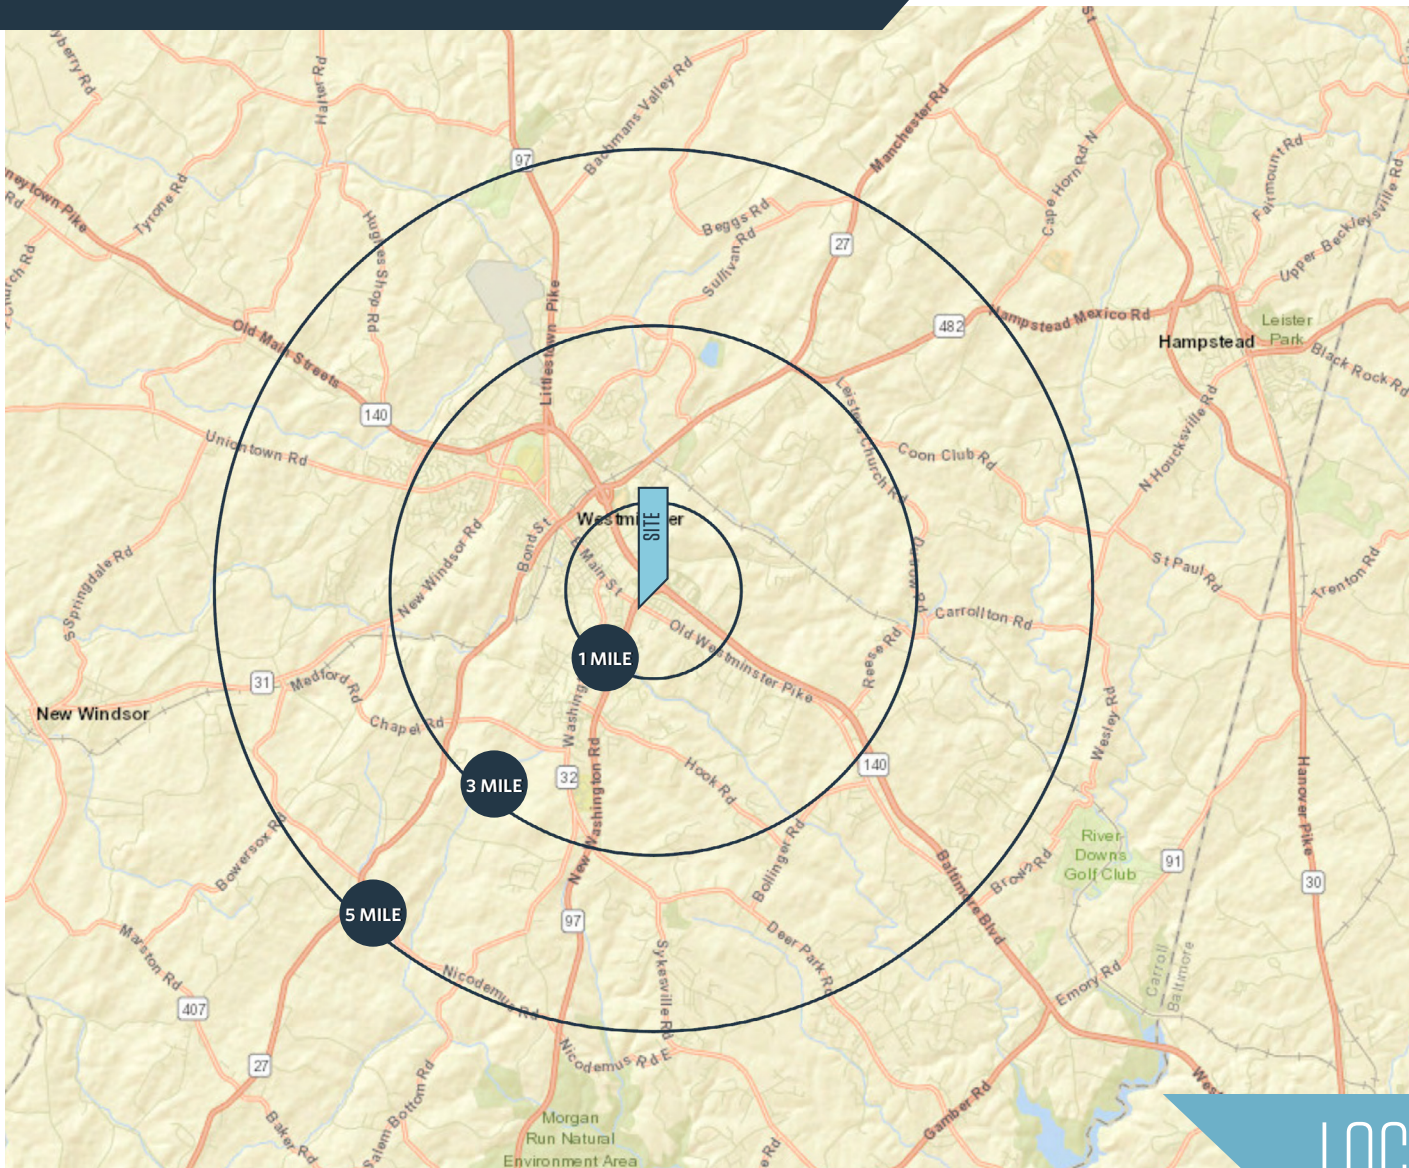 Halter Rd
Bachmans Valley Rd
St
97
Manchester Rd
Cape Horn Rd N
Fairmount Rd
Upper Beckleysville Rd
Tyrone Rd
Hughes Shop Rd
Beggs Rd
Sullivan Rd
27
Littlestown Pike
482
Hampstead Mexico Rd
Hampstead
Leister
Park
Black Rock Rd
Old Main Streets
140
Uniontown Rd
Leisters Church Rd
Coon Club Rd
N Houcksville Rd
SITE
Bond St
E Main St
New Windsor Rd
S Springdale Rd
St Paul Rd
Trenton Rd
Carrollton Rd
Old Westminster Pike
Reese Rd
1 MILE
31
Medford Rd
New Windsor
Chapel Rd
Wesley Rd
32
New Washington Rd
Hook Rd
140
3 MILE
Hanover Pike
River
Downs
Golf Club
91
30
Bowersox Rd
Bollinger Rd
Baltimore Blvd
5 MILE
97
Marston Rd
Deer Park Rd
Sykesville Rd
Nicodemus Rd
Emory Rd
Carroll
Baltimore
407
27
Nicodemus Rd E
Salem Bottom Rd
Baker Rd
Gamber Rd
Morgan
Run Natural
Environment Area